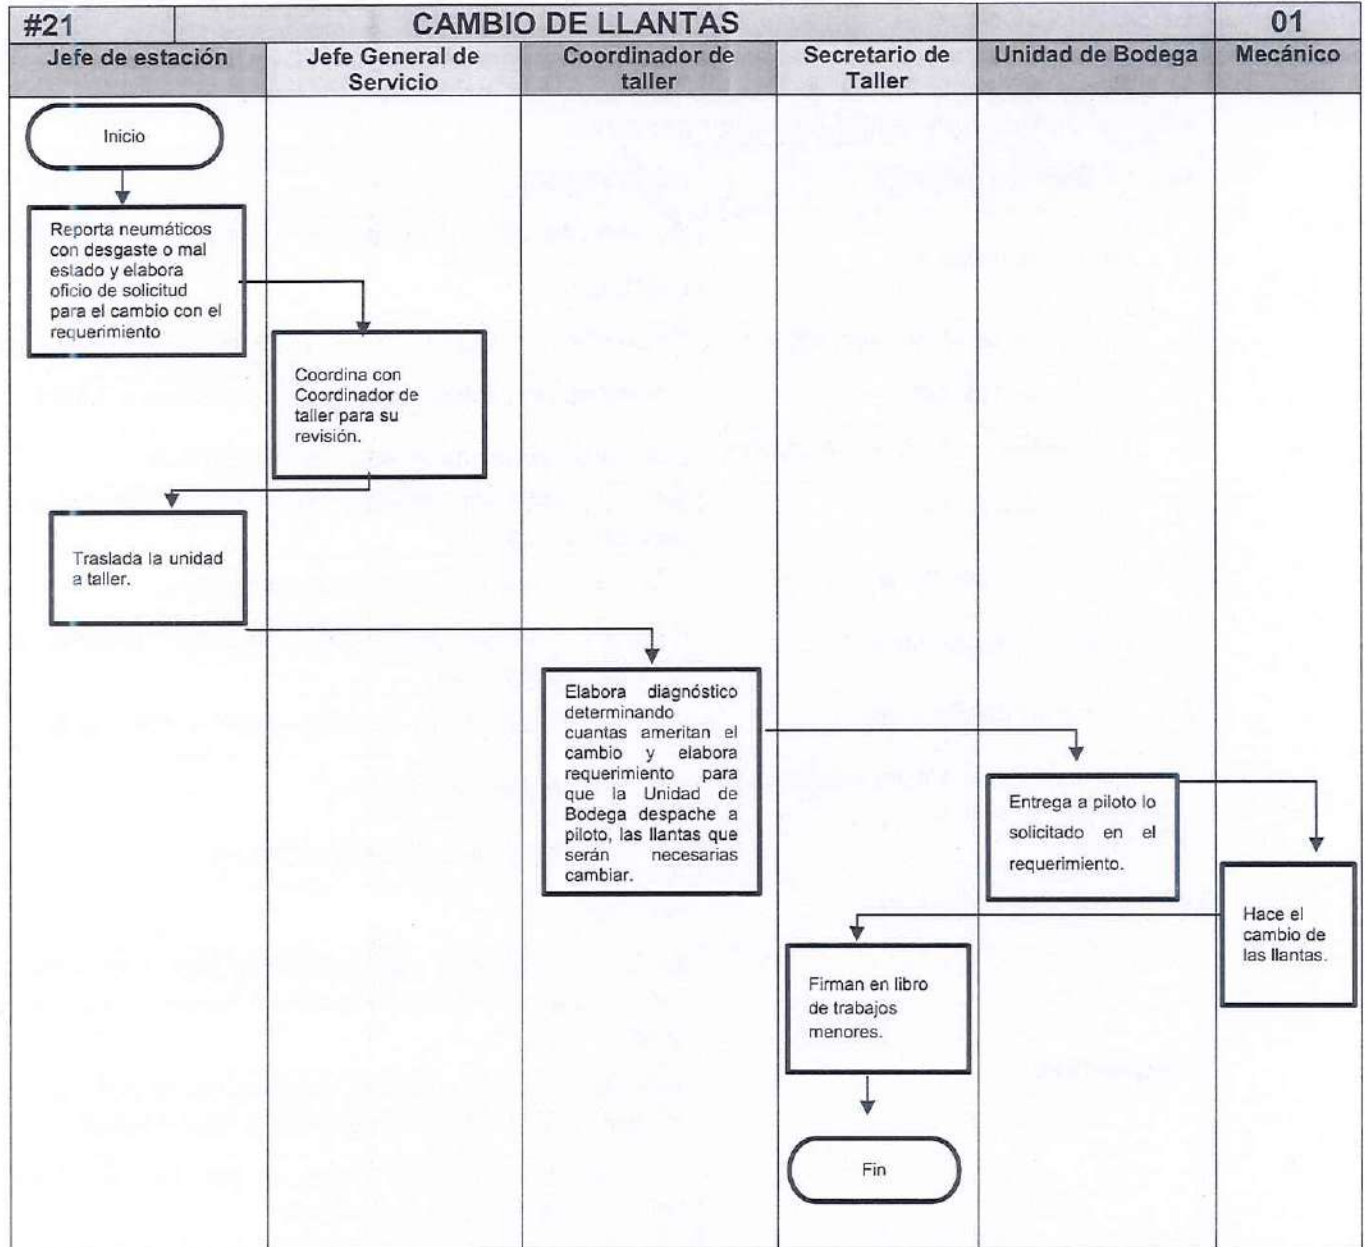 #21
CAMBIO DE LLANTAS
01
Jefe de estación
Jefe General de
Servicio
Coordinador de
taller
Secretario de
Taller
Unidad de Bodega
Mecánico
Inicio
Reporta neumáticos
con desgaste o mal
estado y elabora
oficio de solicitud
para el cambio con el
requerimiento
Coordina con
Coordinador de
taller para su
revisión.
Traslada la unidad
a taller.
Elabora diagnóstico
determinando
cuantas ameritan el
cambio y elabora
requerimiento para
que la Unidad de
Bodega despache a
piloto, las llantas que
serán necesarias
cambiar.
Entrega a piloto lo
solicitado en el
requerimiento.
Hace el
cambio de
las llantas.
Firman en libro
de trabajos
menores.
Fin